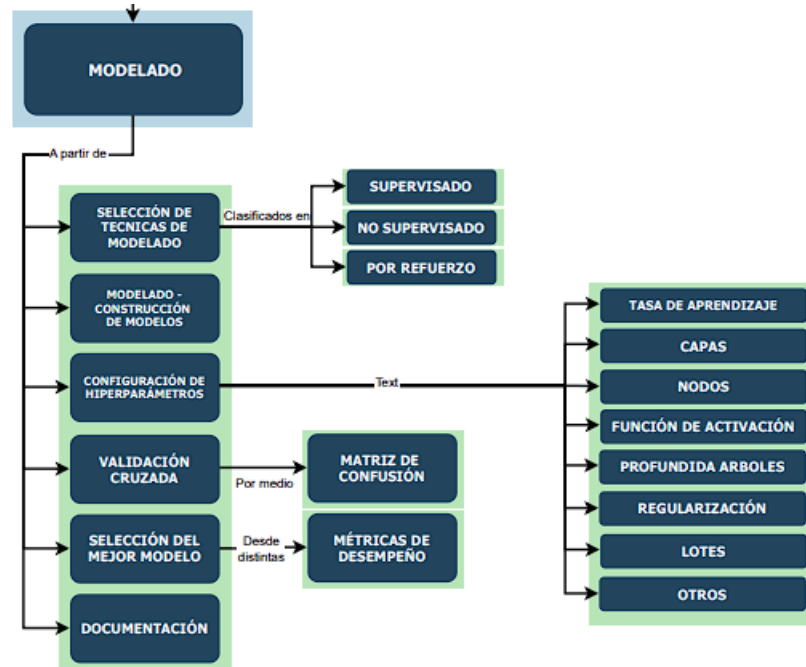 MODELADO
A partir de
SELECCIÓN DE
TECNICAS DE
MODELADO
Clasificados en
SUPERVISADO
NO SUPERVISADO
POR REFUERZO
MODELADO -
CONSTRUCCIÓN
DE MODELOS
CONFIGURACIÓN DE
HIPERPARÁMETROS
Text
TASA DE APRENDIZAJE
CAPAS
NODOS
FUNCIÓN DE ACTIVACIÓN
PROFUNDIDA ARBOLES
REGULARIZACIÓN
LOTES
OTROS
VALIDACIÓN
CRUZADA
Por medio
MATRIZ DE
CONFUSIÓN
SELECCIÓN DEL
MEJOR MODELO
Desde
distintas
MÉTRICAS DE
DESEMPEÑO
DOCUMENTACIÓN